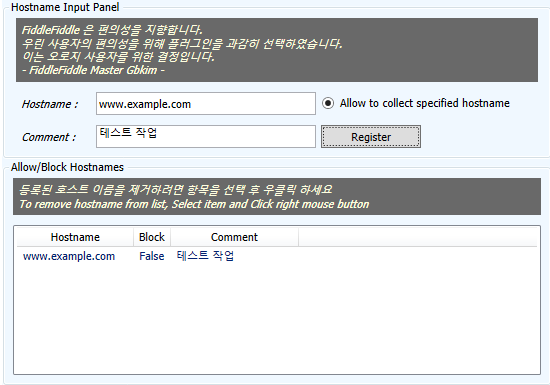 Hostname Input Panel
FiddleFiddle 은 편의성을 지향합니다.
우린 사용자의 편의성을 위해 플러그인을 과감히 선택하였습니다.
이는 오로지 사용자를 위한 결정입니다.
- FiddleFiddle Master Gbkim -
Hostname : www.example.com Allow to collect specified hostname
Comment : 테스트 작업 Register
Allow/Block Hostnames
등록된 호스트 이름을 제거하려면 항목을 선택 후 우클릭 하세요
To remove hostname from list, Select item and Click right mouse button
Hostname Block Comment
www.example.com False 테스트 작업